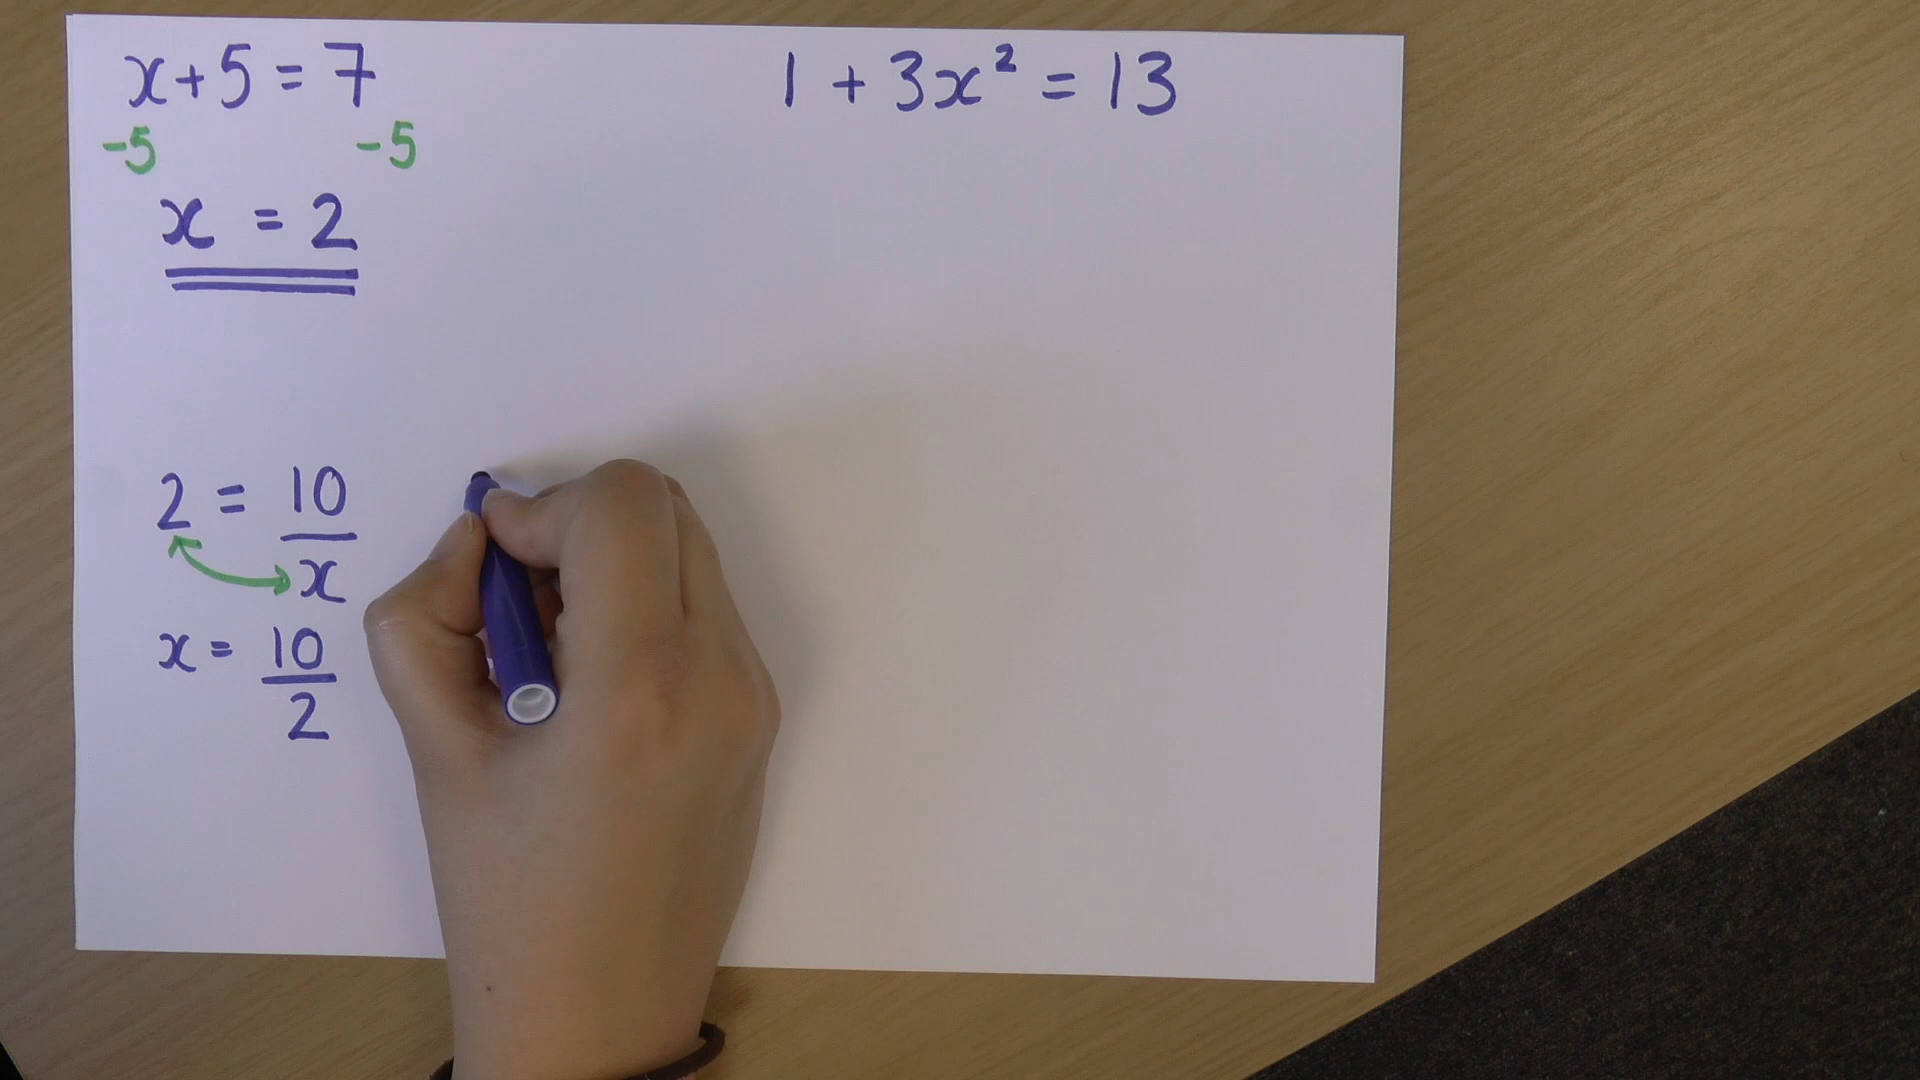 x+5=7
-5 -5
x = 2
2 = 10/x
x = 10/2
1 + 3x² = 13